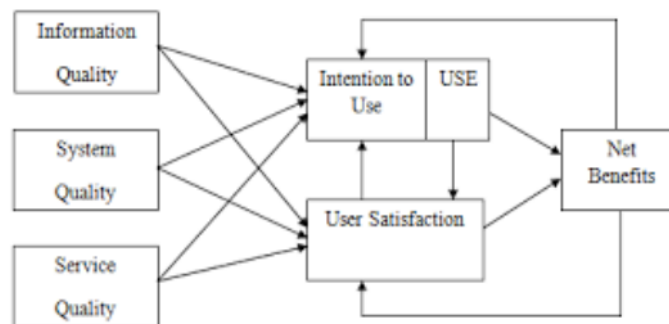 Information
Quality
System
Quality
Service
Quality
Intention to
Use
USE
User Satisfaction
Net
Benefits